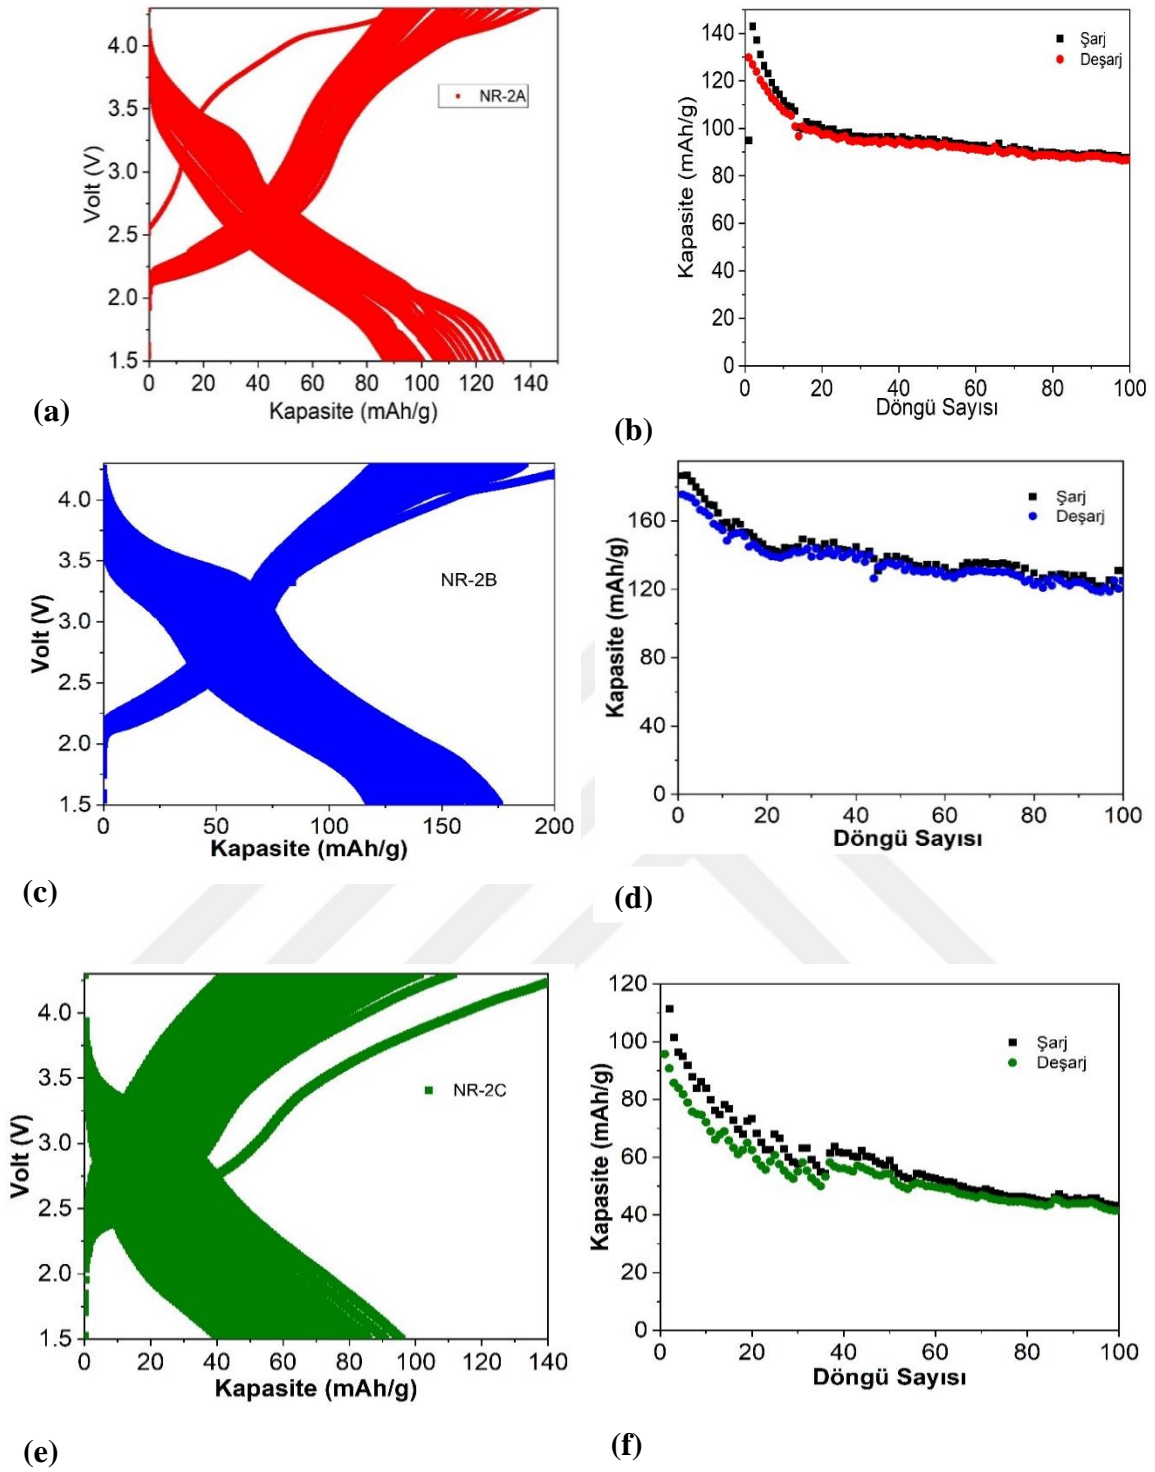 4.0
3.5
3.0
2.5
2.0
1.5
Volt (V)
NR-2A
0 20 40 60 80 100 120 140
Kapasite (mAh/g)
(a)
140
120
100
80
60
40
20
0
Kapasite (mAh/g)
Şarj
Deşarj
0 20 40 60 80 100
Döngü Sayısı
(b)
4.0
3.5
3.0
2.5
2.0
1.5
Volt (V)
NR-2B
0 50 100 150 200
Kapasite (mAh/g)
(c)
160
120
80
40
0
Kapasite (mAh/g)
Şarj
Deşarj
0 20 40 60 80 100
Döngü Sayısı
(d)
4.0
3.5
3.0
2.5
2.0
1.5
Volt (V)
NR-2C
0 20 40 60 80 100 120 140
Kapasite (mAh/g)
(e)
120
100
80
60
40
20
0
Kapasite (mAh/g)
Şarj
Deşarj
0 20 40 60 80 100
Döngü Sayısı
(f)